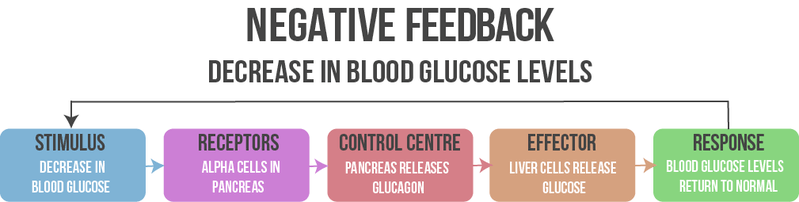 NEGATIVE FEEDBACK
DECREASE IN BLOOD GLUCOSE LEVELS
STIMULUS
DECREASE IN
BLOOD GLUCOSE
RECEPTORS
ALPHA CELLS IN
PANCREAS
CONTROL CENTRE
PANCREAS RELEASES
GLUCAGON
EFFECTOR
LIVER CELLS RELEASE
GLUCOSE
RESPONSE
BLOOD GLUCOSE LEVELS
RETURN TO NORMAL